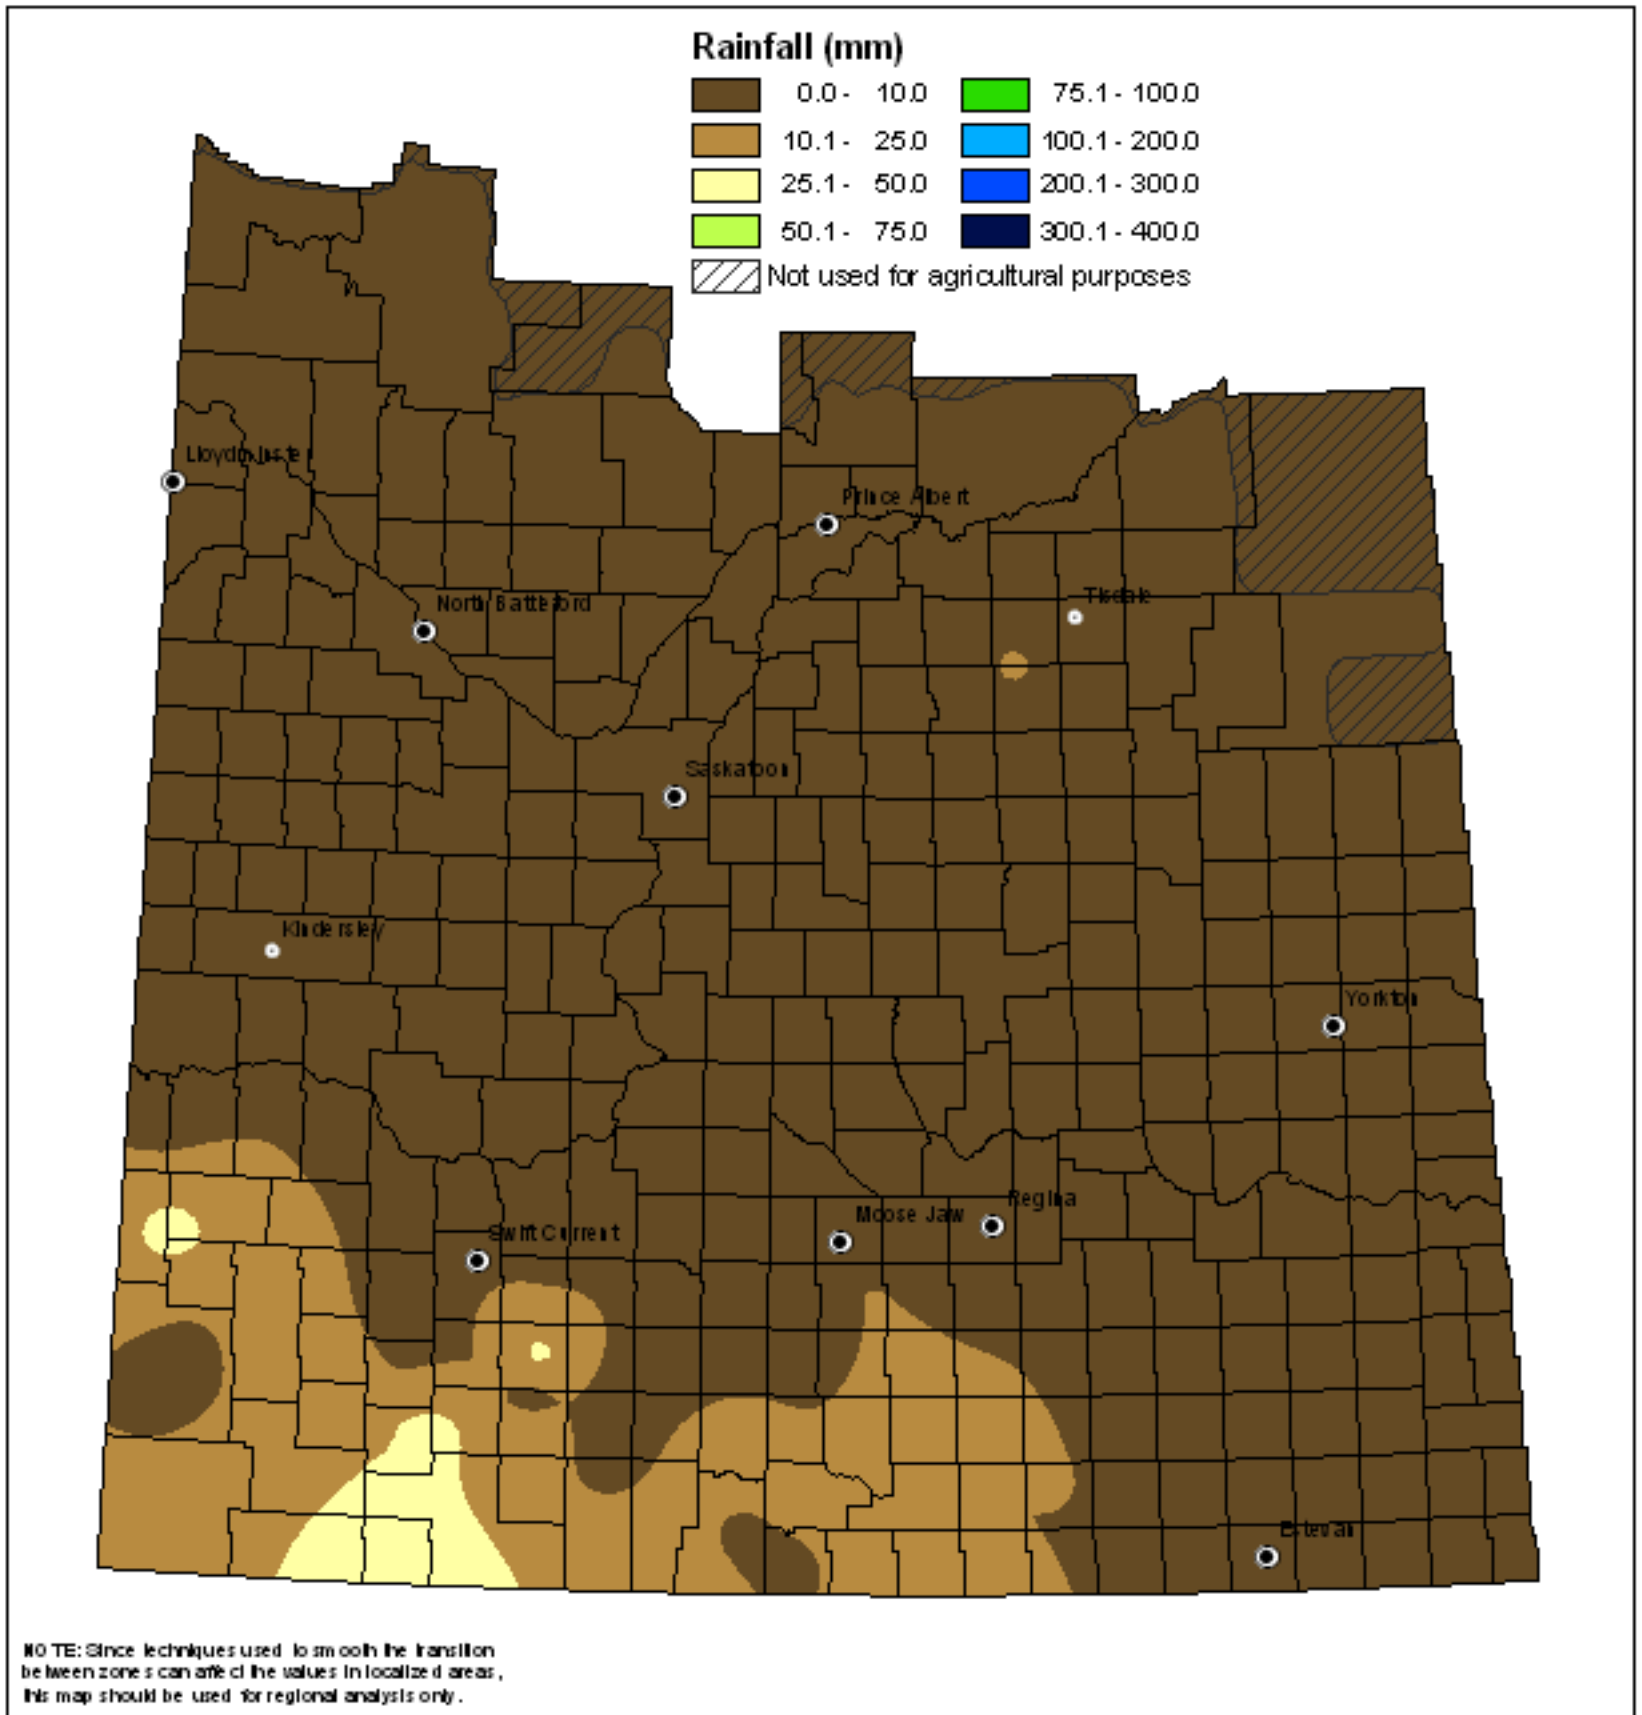 Rainfall (mm)
0.0 - 10.0 75.1 - 100.0
10.1 - 25.0 100.1 - 200.0
25.1 - 50.0 200.1 - 300.0
50.1 - 75.0 300.1 - 400.0
Not used for agricultural purposes
Lloydminster
Prince Albert
Tisdale
North Battleford
Saskatoon
Kindersley
Yorkton
Regina
Moose Jaw
Swift Current
Estevan
NOTE: Since techniques used to smooth the transition
between zones can affect the values in localized areas,
this map should be used for regional analysis only.